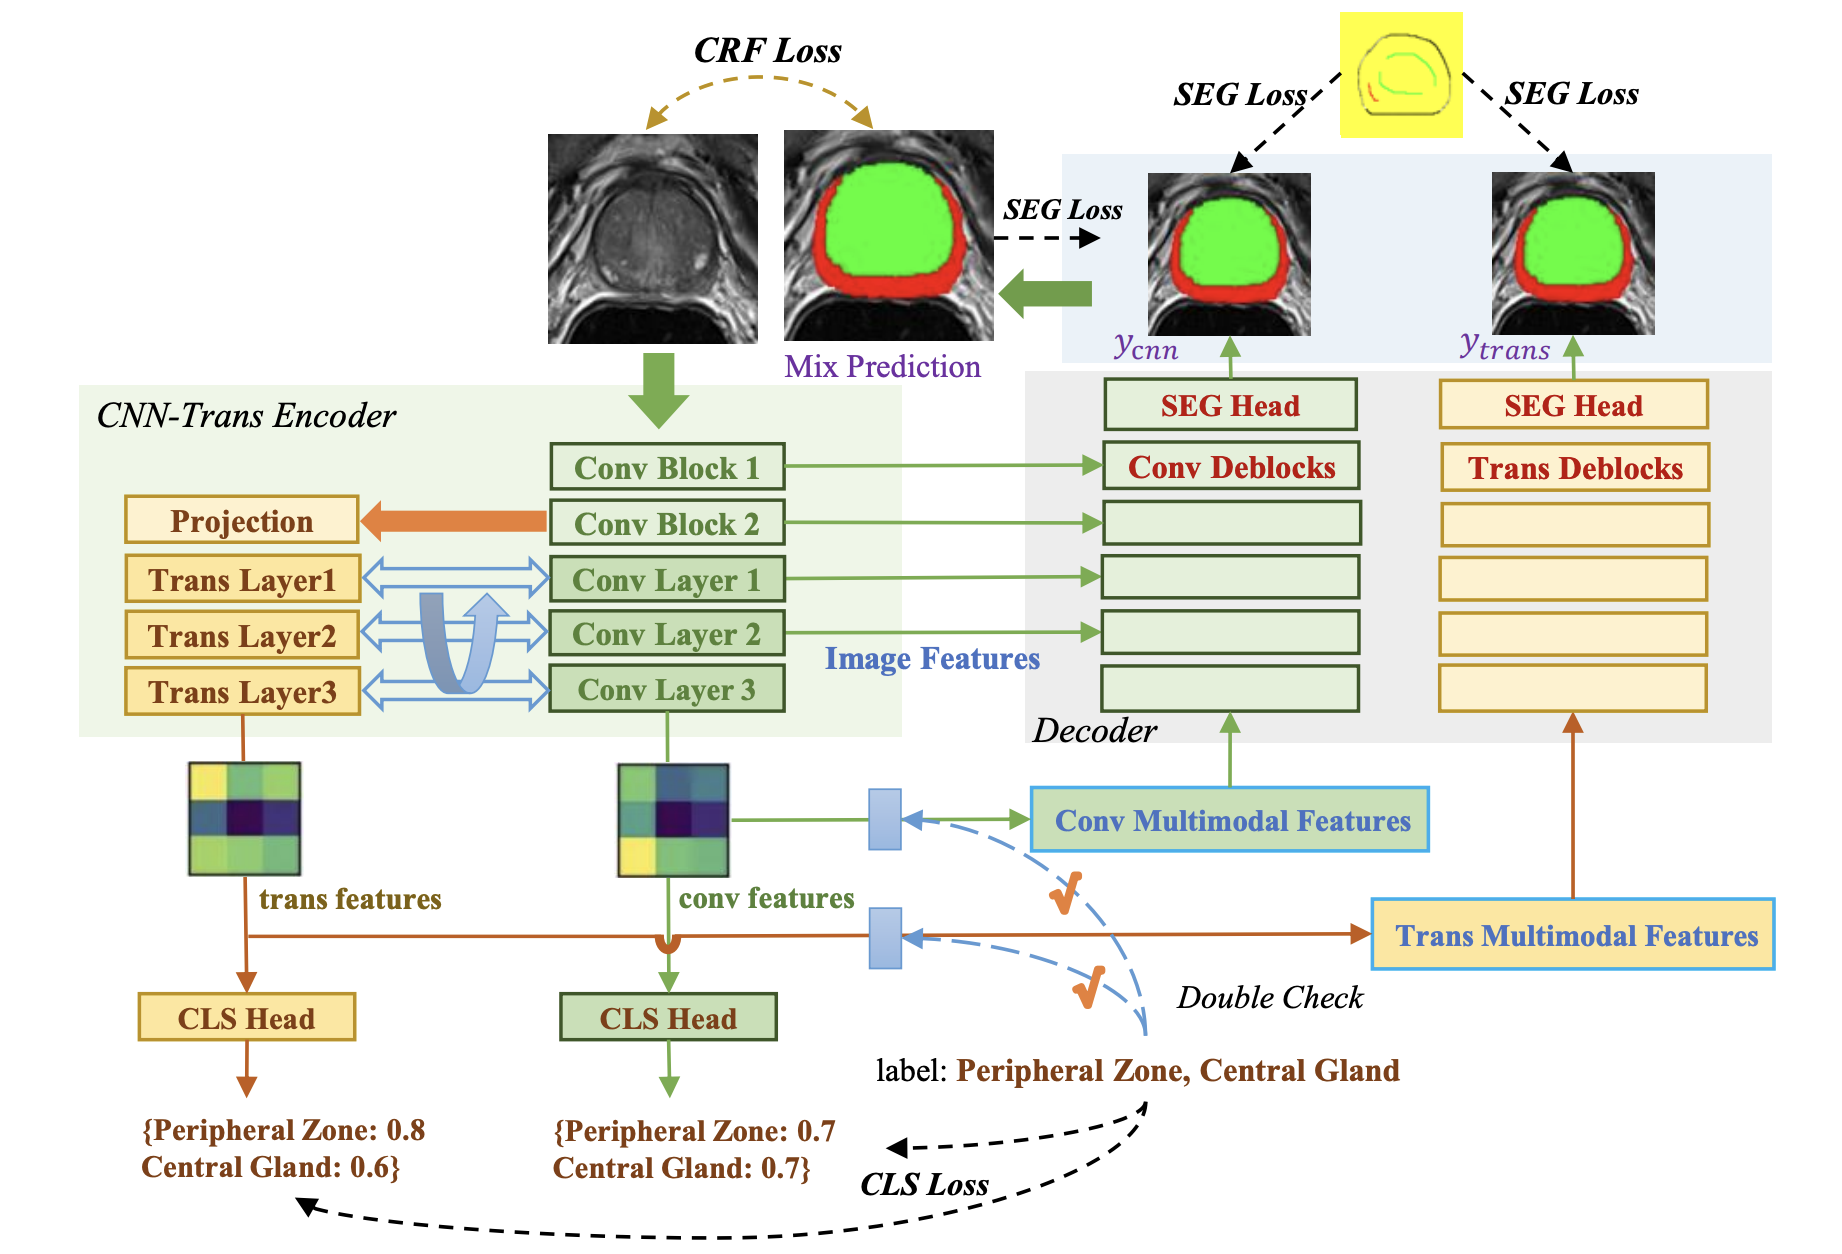 CRF Loss
SEG Loss
SEG Loss
SEG Loss
Mix Prediction
y_cnn
y_trans
CNN-Trans Encoder
SEG Head
SEG Head
Conv Block 1
Conv Deblocks
Trans Deblocks
Projection
Conv Block 2
Trans Layer1
Conv Layer 1
Trans Layer2
Conv Layer 2
Image Features
Trans Layer3
Conv Layer 3
Decoder
Conv Multimodal Features
trans features
conv features
Trans Multimodal Features
Double Check
CLS Head
CLS Head
label: Peripheral Zone, Central Gland
{Peripheral Zone: 0.8
Central Gland: 0.6}
{Peripheral Zone: 0.7
Central Gland: 0.7}
CLS Loss